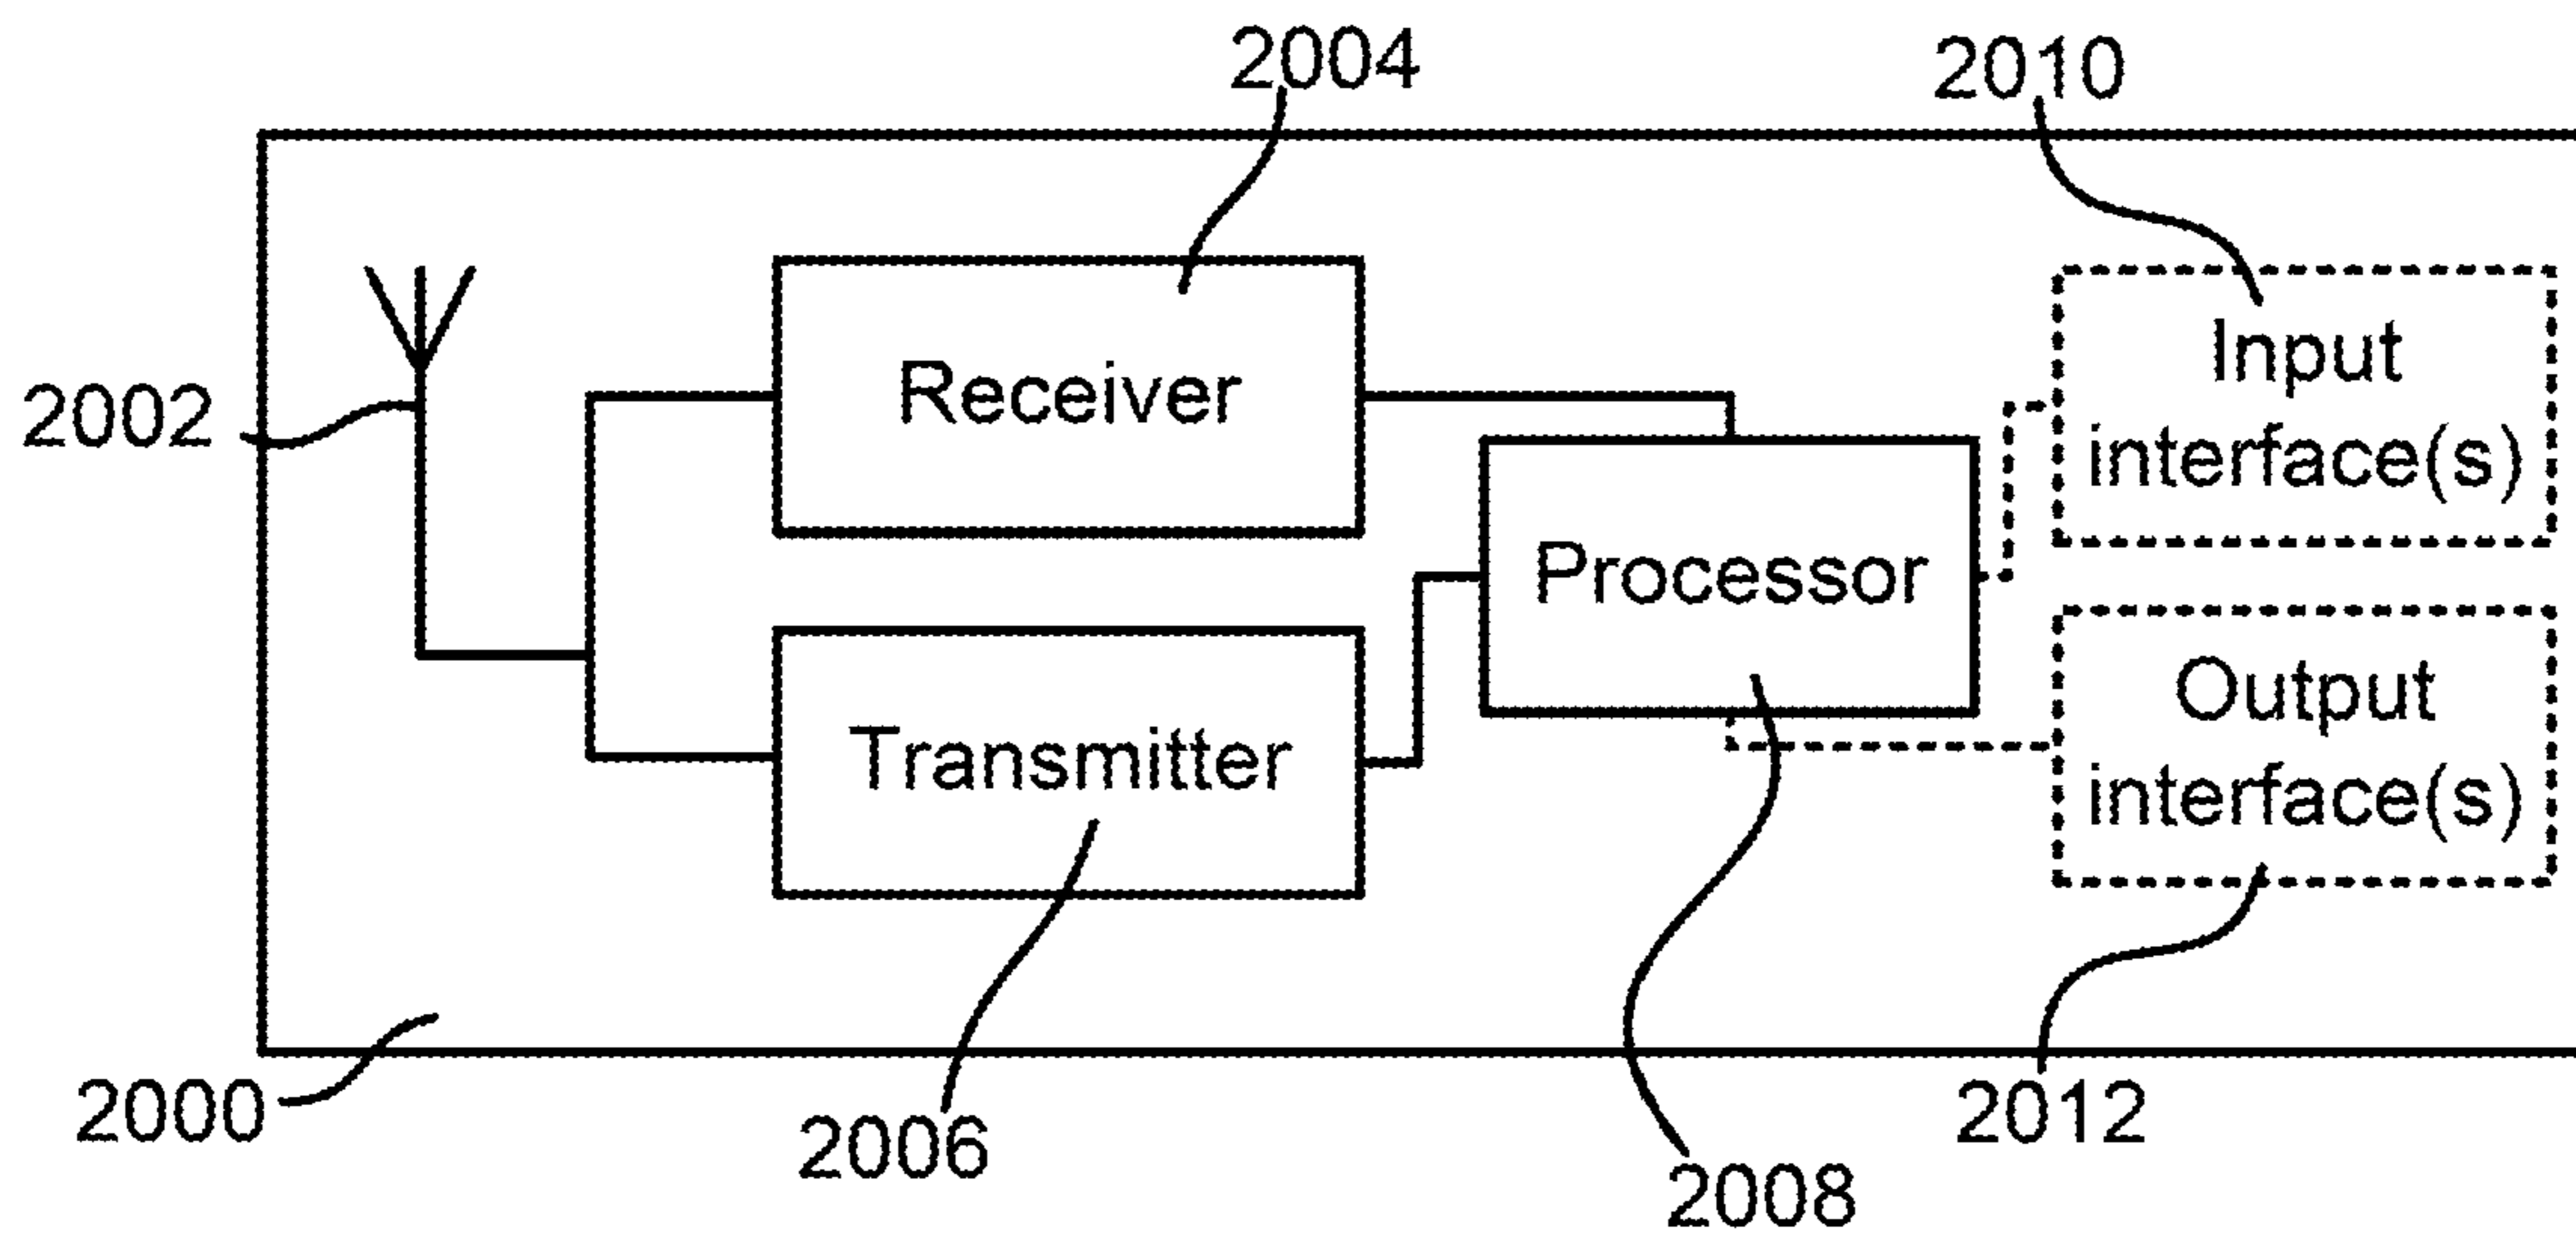 2004
2010
2002
Receiver
Input
interface(s)
Processor
Transmitter
Output
interface(s)
2000
2006
2008
2012